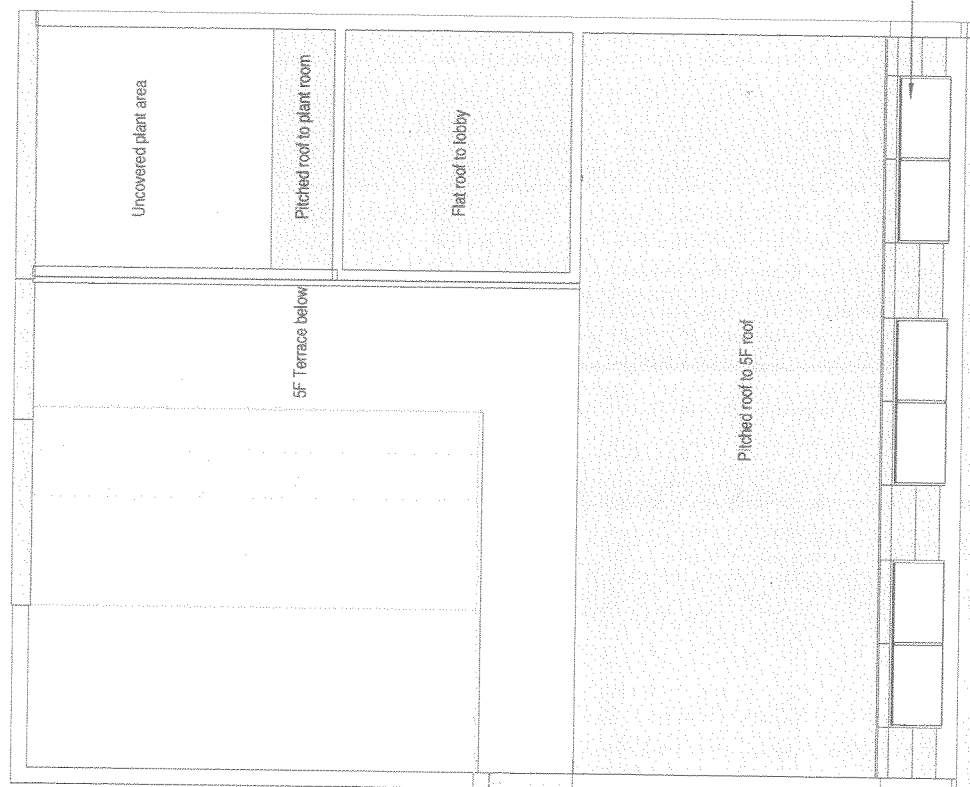 Uncovered plant area
Pitched roof to plant room
Flat roof to lobby
5F Terrace below
Pitched roof to 5F roof